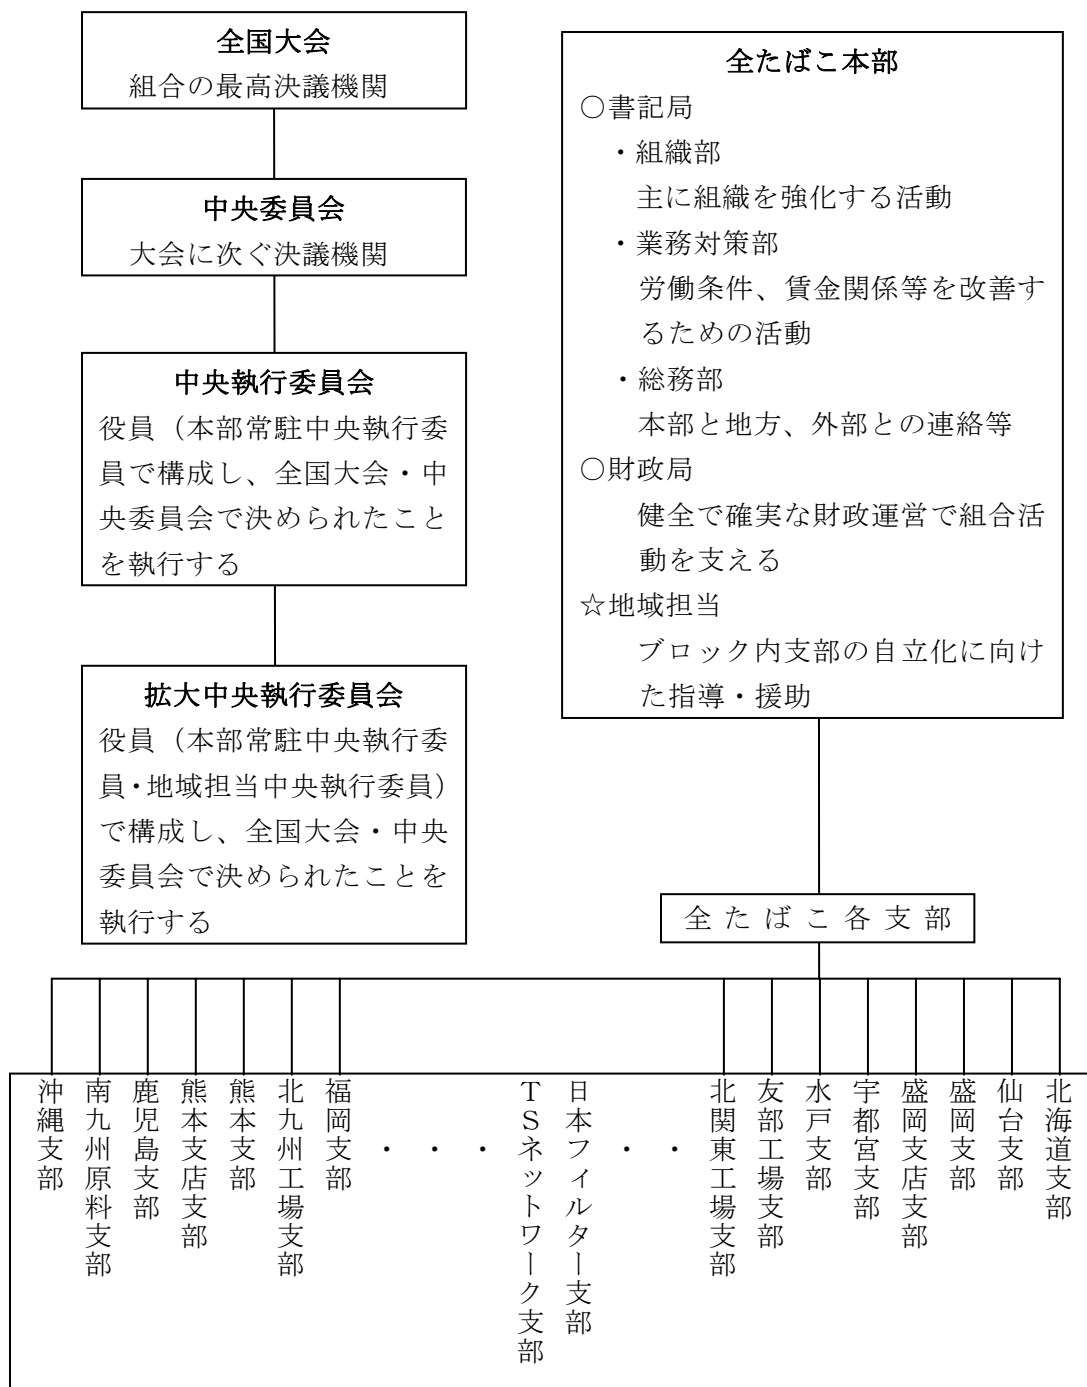 全国大会
組合の最高決議機関
中央委員会
大会に次ぐ決議機関
中央執行委員会
役員（本部常駐中央執行委
員で構成し、全国大会・中
央委員会で決められたこと
を執行する
拡大中央執行委員会
役員（本部常駐中央執行委
員・地域担当中央執行委員）
で構成し、全国大会・中央
委員会で決められたことを
執行する
全たばこ本部
○書記局
・組織部
主に組織を強化する活動
・業務対策部
労働条件、賃金関係等を改善す
るための活動
・総務部
本部と地方、外部との連絡等
○財政局
健全で確実な財政運営で組合活
動を支える
☆地域担当
ブロック内支部の自立化に向け
た指導・援助
全たばこ各支部
北海道支部
仙台支部
盛岡支部
盛岡支店支部
宇都宮支部
水戸支部
友部工場支部
北関東工場支部
・
・
日本フィルター支部
ＴＳネットワーク支部
・
・
・
福岡支部
北九州工場支部
熊本支部
熊本支店支部
鹿児島支部
南九州原料支部
沖縄支部